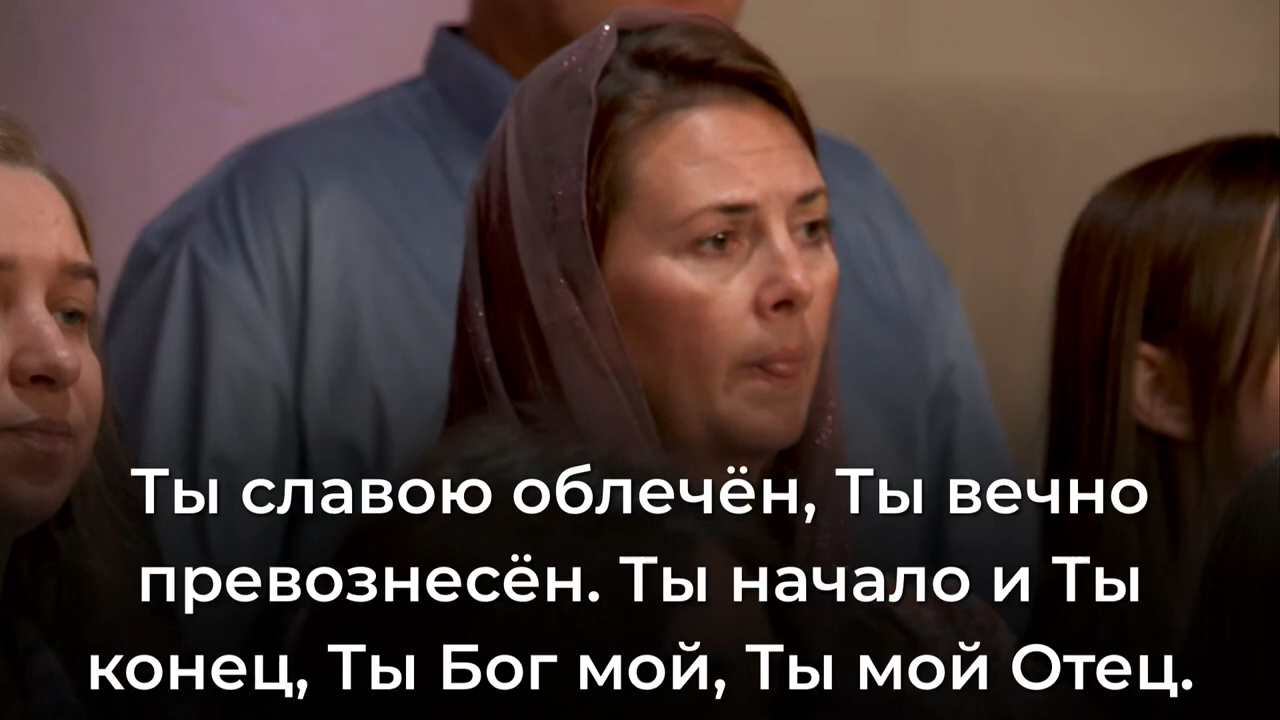 Ты славою облечён, Ты вечно
превознесён. Ты начало и Ты
конец, Ты Бог мой, Ты мой Отец.